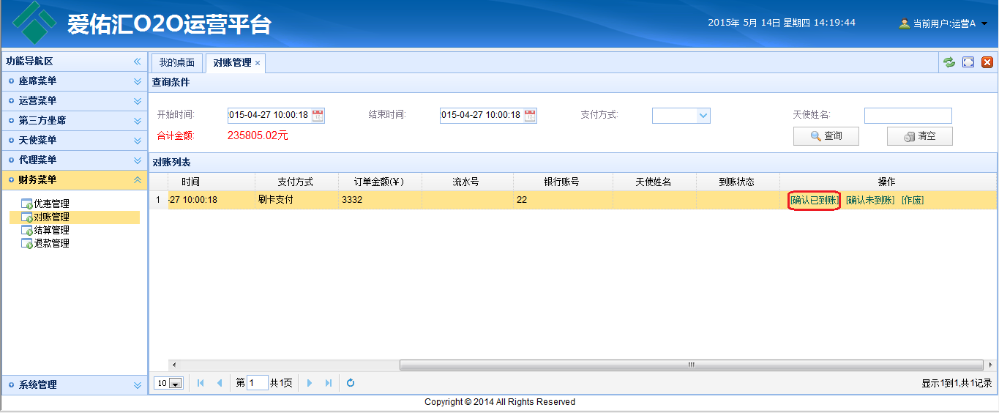 爱佑汇O2O运营平台
2015年 5月 14日 星期四 14:19:44
当前用户:运营A
功能导航区
我的桌面
对账管理
座席菜单
运营菜单
第三方坐席
天使菜单
代理菜单
财务菜单
优惠管理
对账管理
结算管理
退款管理
系统管理
查询条件
开始时间: 015-04-27 10:00:18 结束时间: 015-04-27 10:00:18 支付方式: 天使姓名:
合计金额: 235805.02元 查询 清空
对账列表
时间 支付方式 订单金额(¥) 流水号 银行账号 天使姓名 到账状态 操作
1 -27 10:00:18 刷卡支付 3332 22 [确认已到账] [确认未到账] [作废]
10 第 1 共1页 显示1到1,共1记录
Copyright © 2014 All Rights Reserved